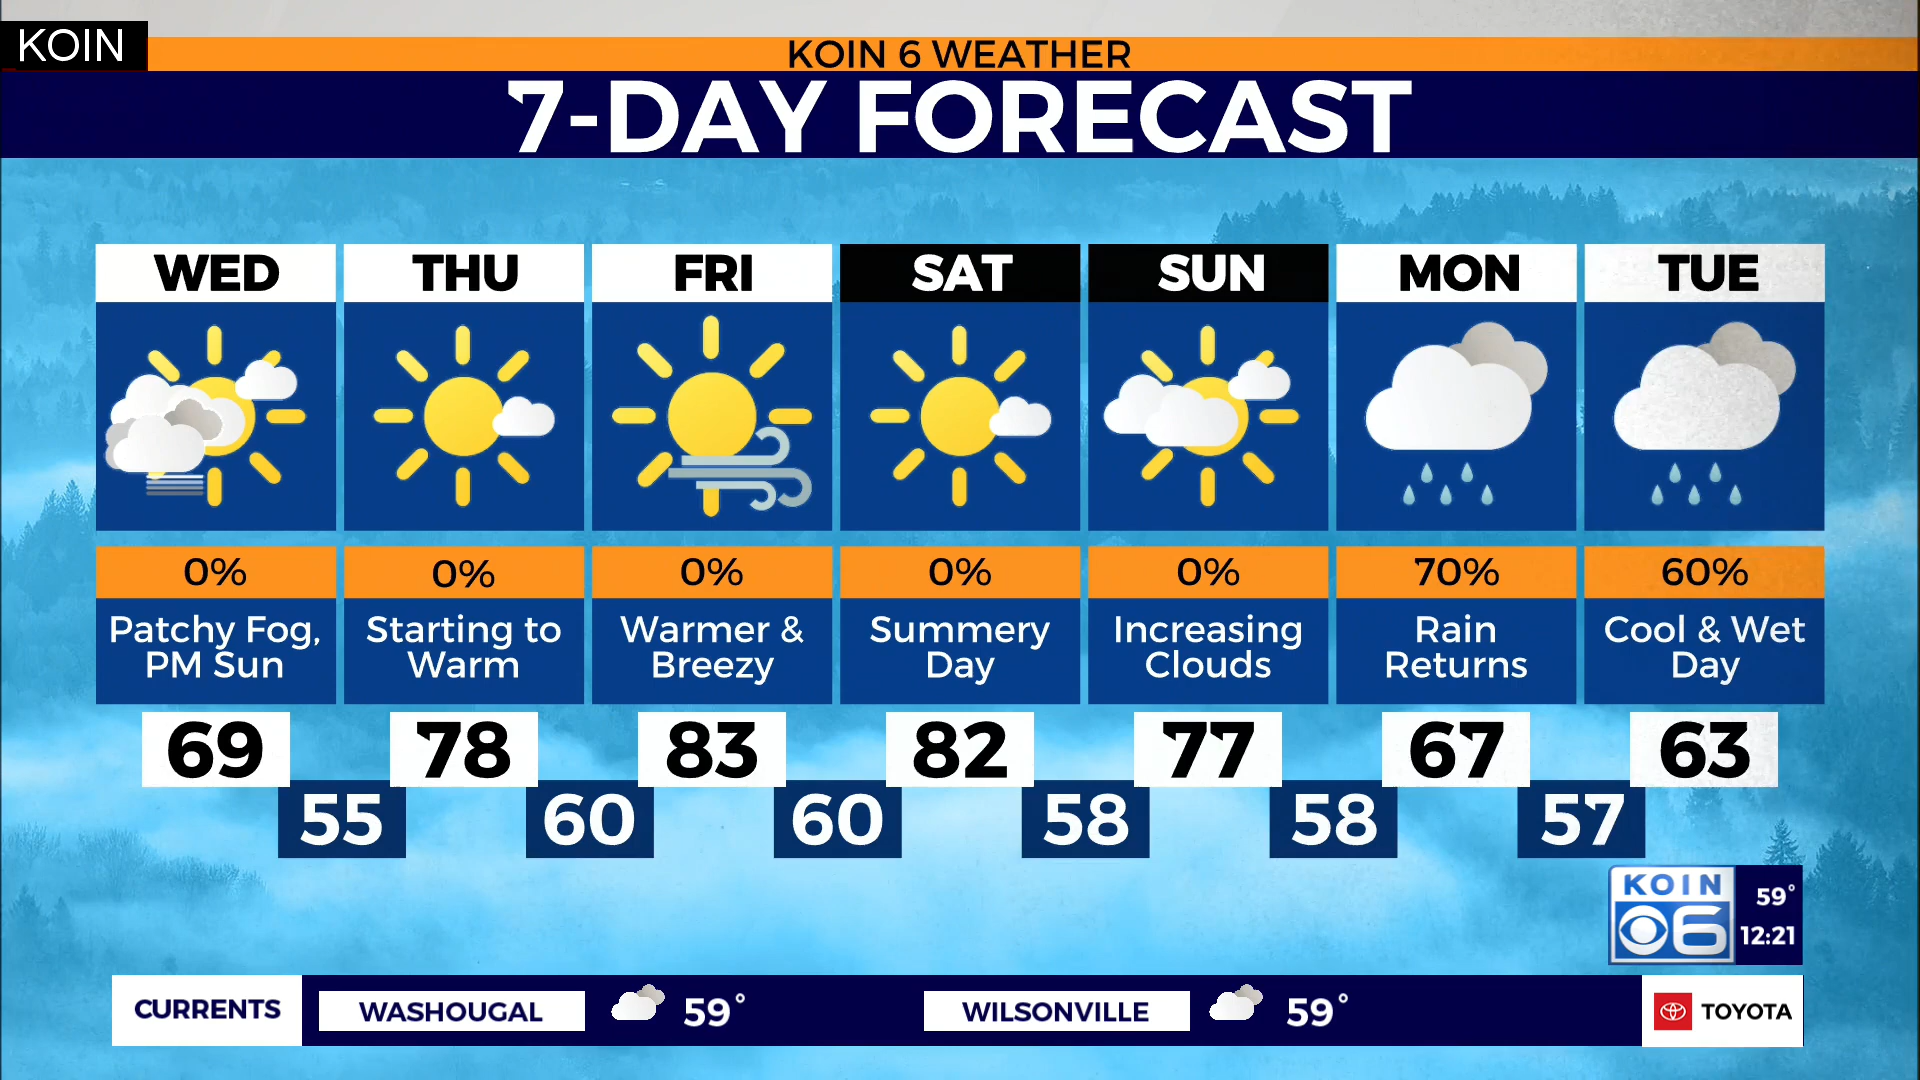 KOIN
KOIN 6 WEATHER
7-DAY FORECAST
WED THU FRI SAT SUN MON TUE
0% 0% 0% 0% 0% 70% 60%
Patchy Fog, Starting to Warmer & Summery Increasing Rain Cool & Wet
PM Sun Warm Breezy Day Clouds Returns Day
69 78 83 82 77 67 63
55 60 60 58 58 57
KOIN 59°
6 12:21
CURRENTS WASHOUGAL 59° WILSONVILLE 59° TOYOTA